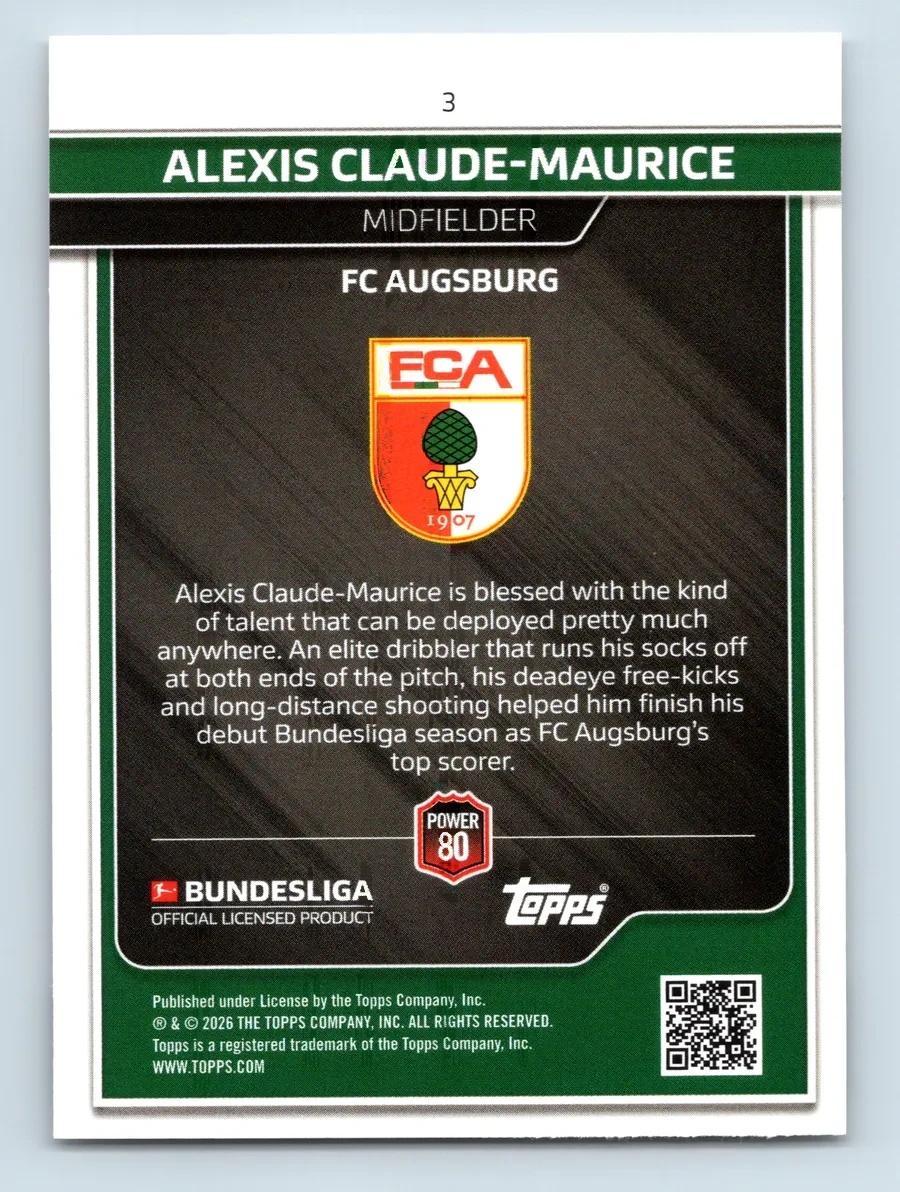 3
ALEXIS CLAUDE-MAURICE
MIDFIELDER
FC AUGSBURG
FCA
1907
Alexis Claude-Maurice is blessed with the kind
of talent that can be deployed pretty much
anywhere. An elite dribbler that runs his socks off
at both ends of the pitch, his deadeye free-kicks
and long-distance shooting helped him finish his
debut Bundesliga season as FC Augsburg's
top scorer.
POWER
80
BUNDESLIGA
OFFICIAL LICENSED PRODUCT
Topps®
Published under License by the Topps Company, Inc.
® & © 2026 THE TOPPS COMPANY, INC. ALL RIGHTS RESERVED.
Topps is a registered trademark of the Topps Company, Inc.
WWW.TOPPS.COM